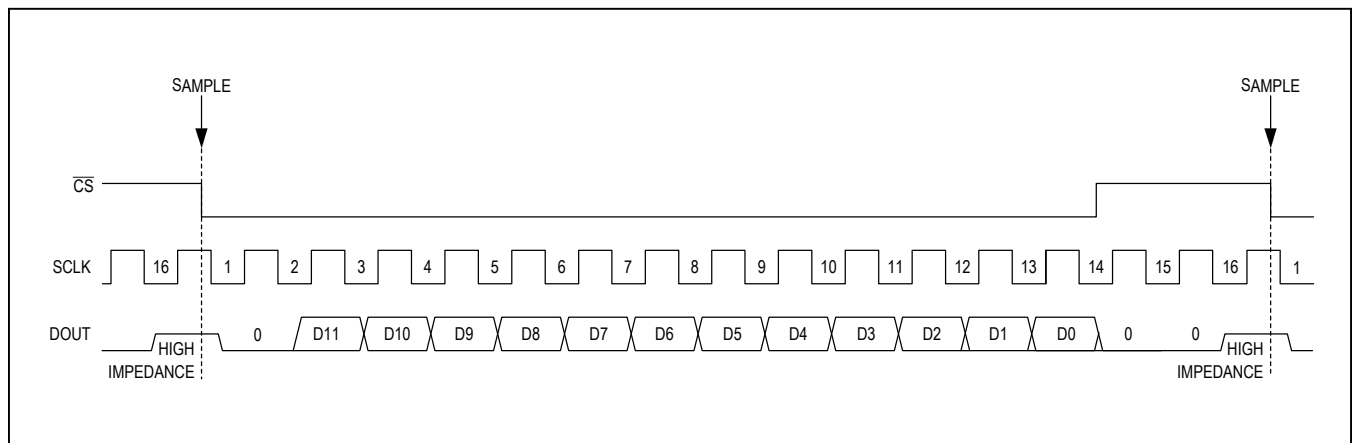 SAMPLE SAMPLE
CS
SCLK 16 1 2 3 4 5 6 7 8 9 10 11 12 13 14 15 16 1
DOUT 0 D11 D10 D9 D8 D7 D6 D5 D4 D3 D2 D1 D0 0 0
HIGH HIGH
IMPEDANCE IMPEDANCE